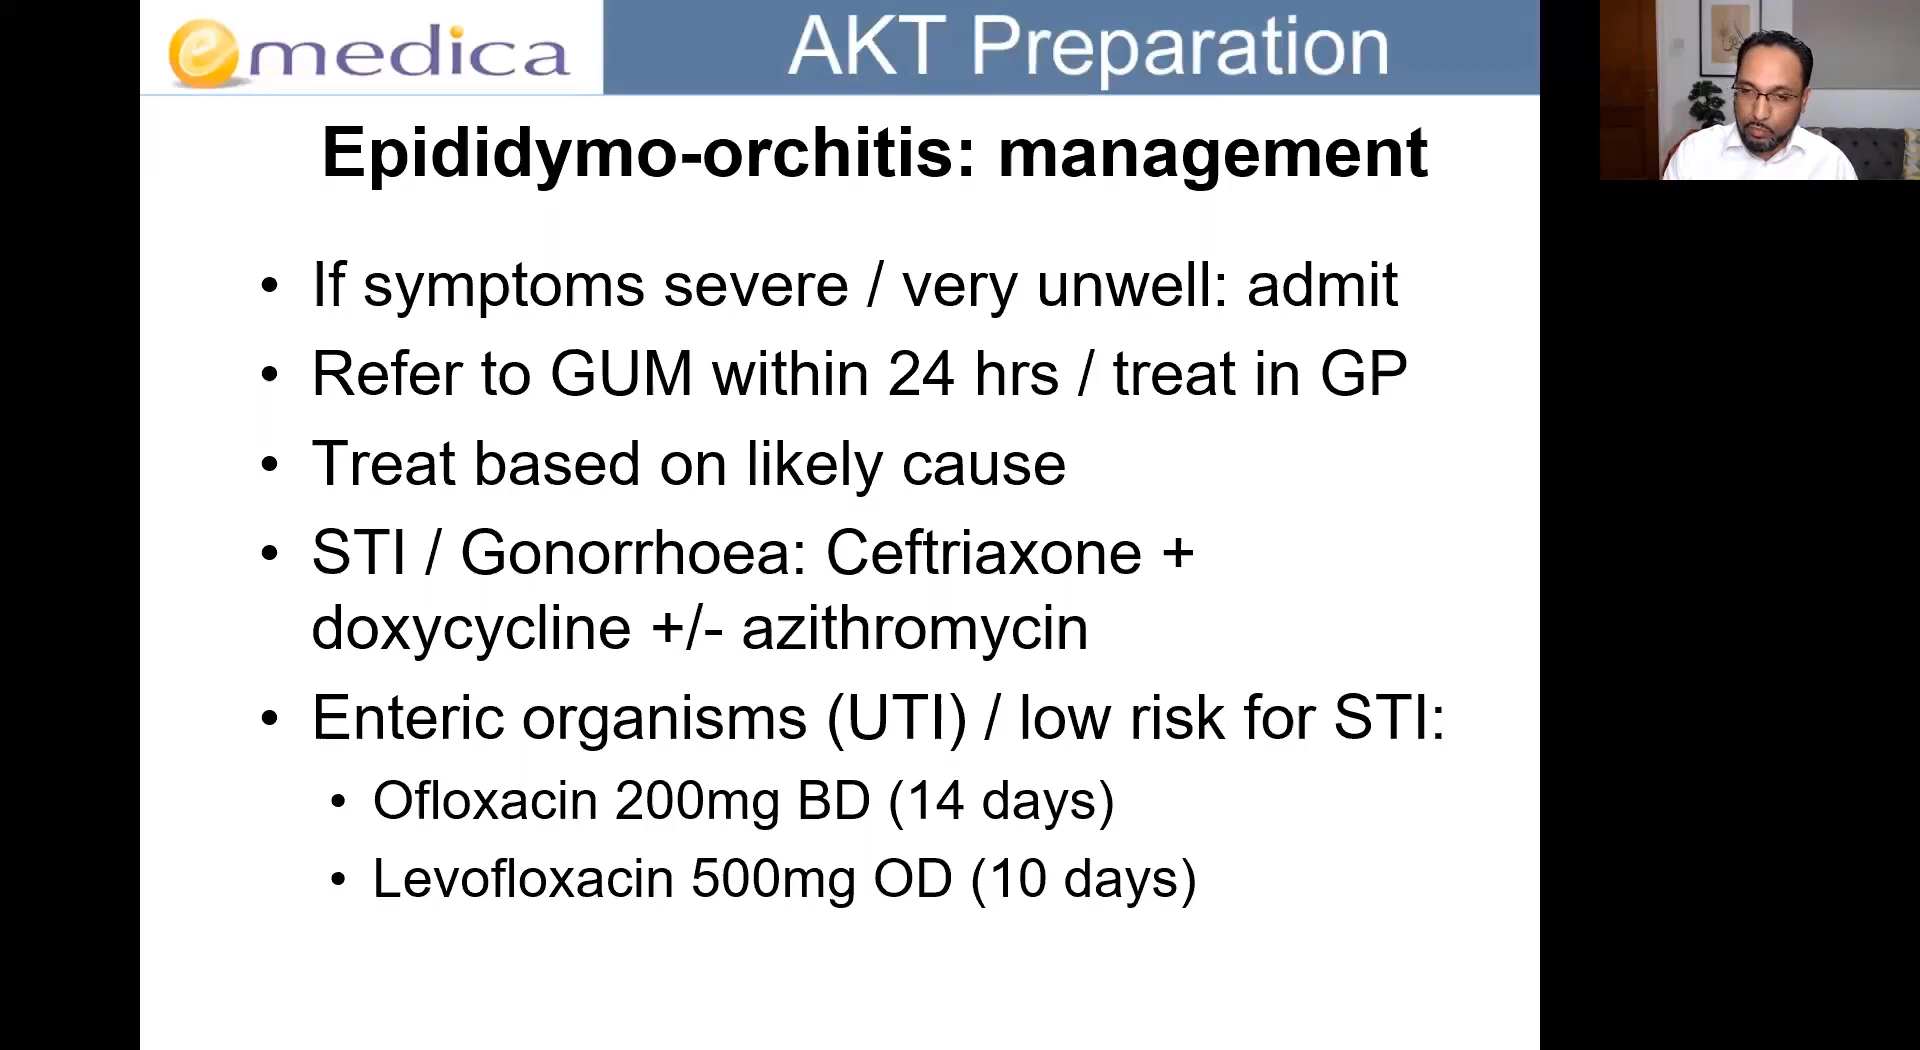 emedica
AKT Preparation
Epididymo-orchitis: management
• If symptoms severe / very unwell: admit
• Refer to GUM within 24 hrs / treat in GP
• Treat based on likely cause
• STI / Gonorrhoea: Ceftriaxone +
doxycycline +/- azithromycin
• Enteric organisms (UTI) / low risk for STI:
• Ofloxacin 200mg BD (14 days)
• Levofloxacin 500mg OD (10 days)